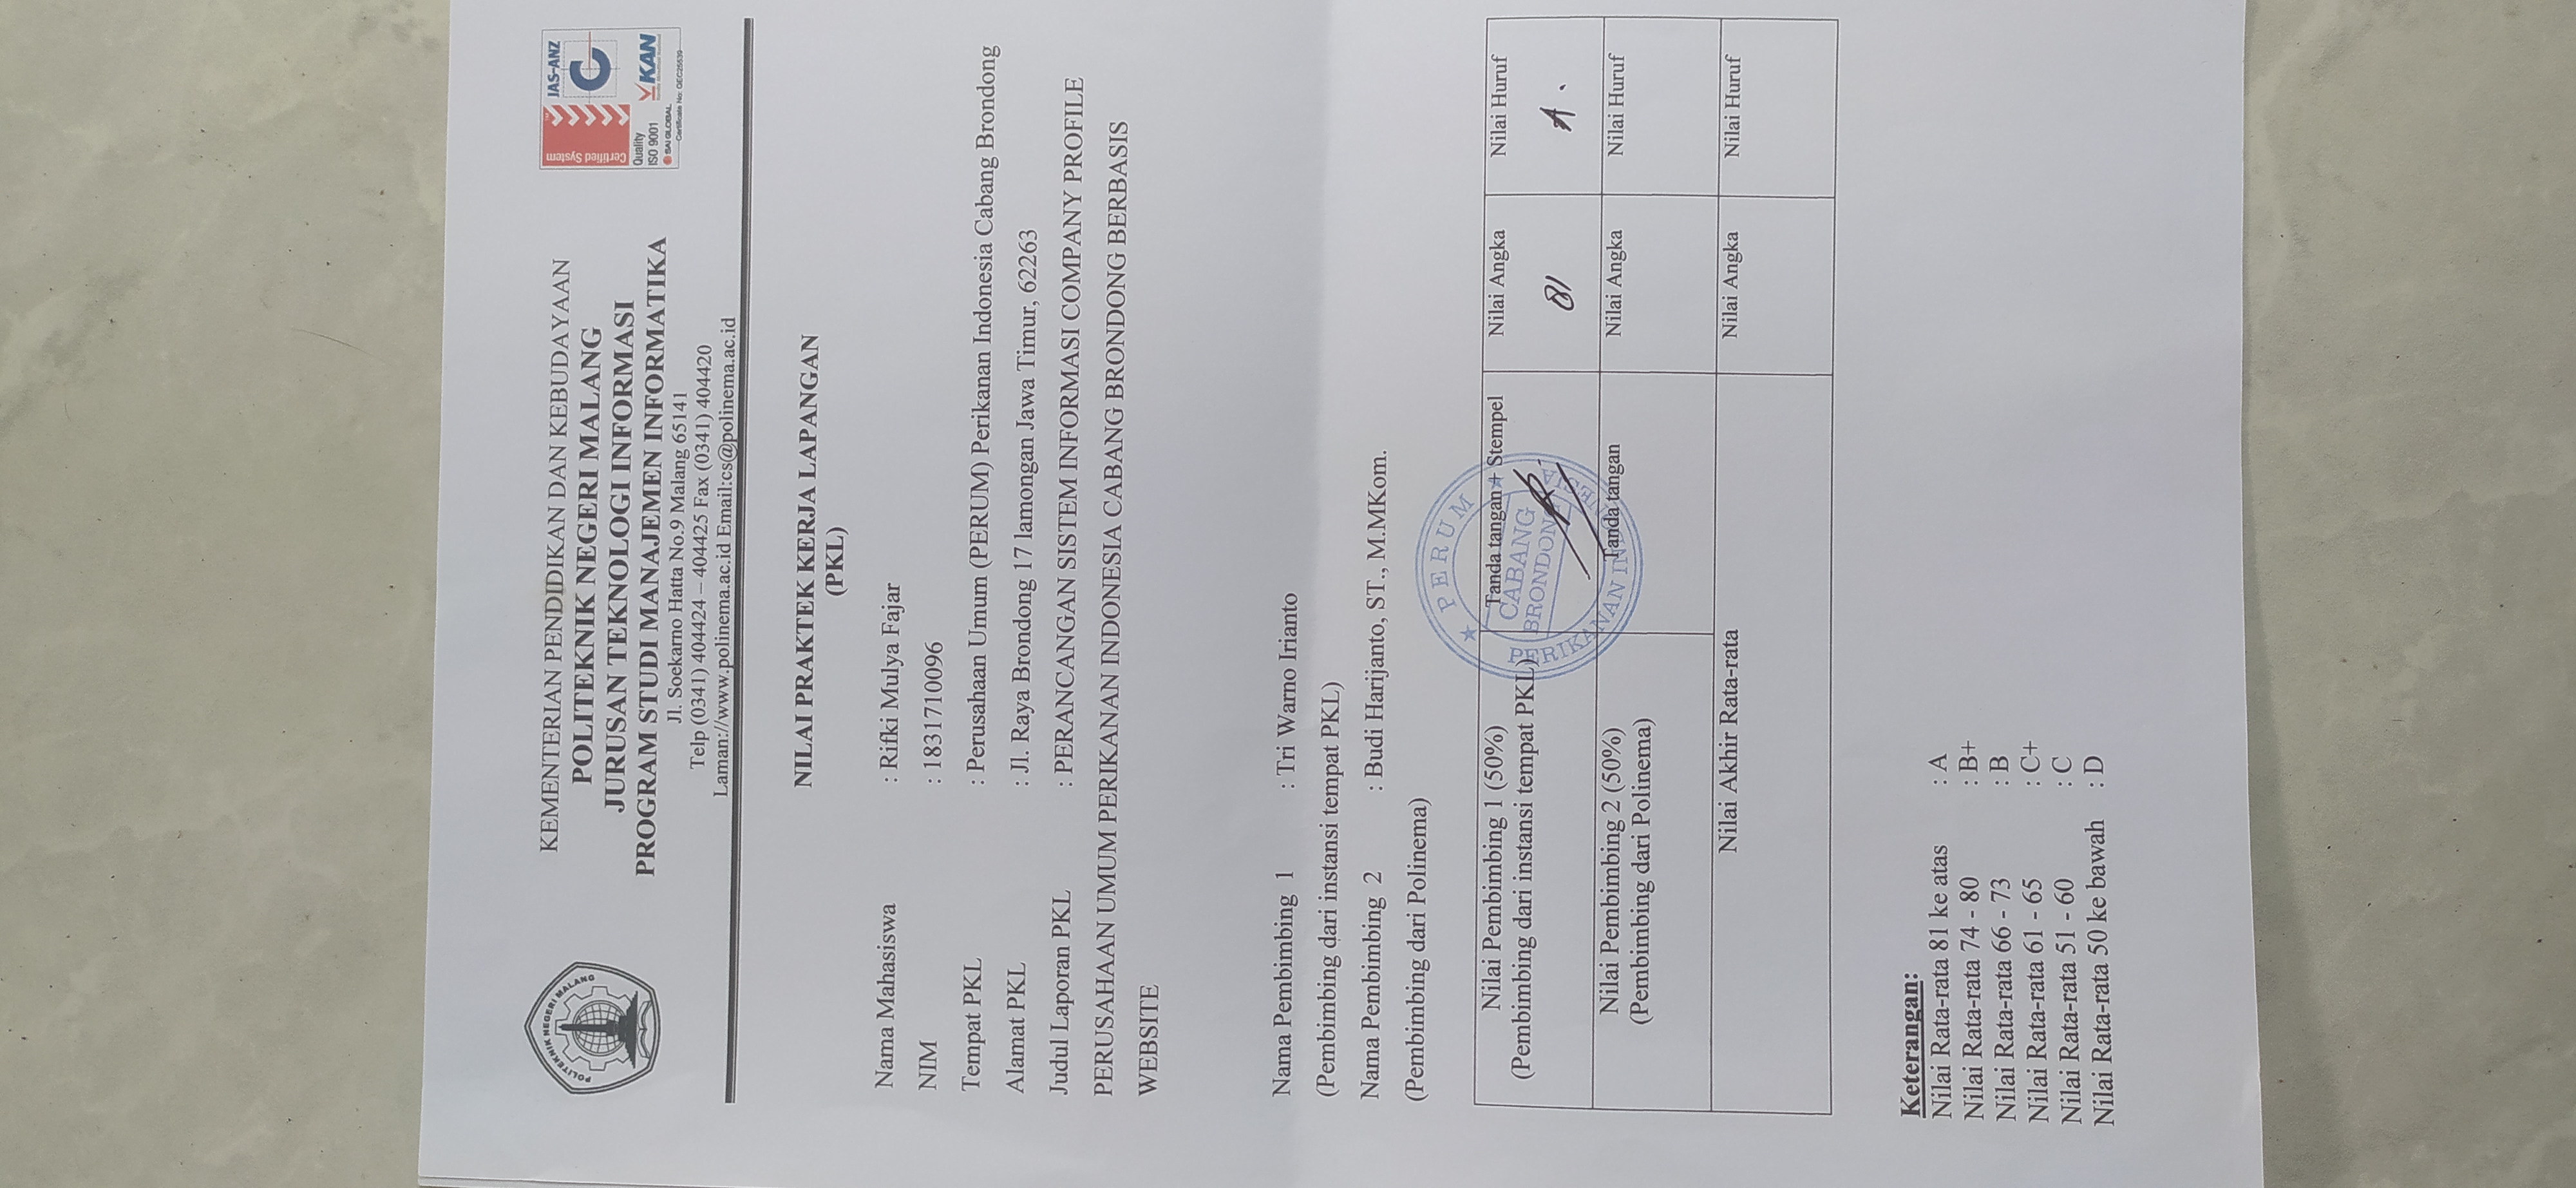 POLITEKNIK NEGERI MALANG
KEMENTERIAN PENDIDIKAN DAN KEBUDAYAAN
POLITEKNIK NEGERI MALANG
JURUSAN TEKNOLOGI INFORMASI
PROGRAM STUDI MANAJEMEN INFORMATIKA
Jl. Soekarno Hatta No.9 Malang 65141
Telp (0341) 404424 – 404425 Fax (0341) 404420
Laman://www.polinema.ac.id Email:cs@polinema.ac.id
Certified System
JAS-ANZ
Quality
ISO 9001
KAN
SAI GLOBAL
Certificate No: QEC25539
NILAI PRAKTEK KERJA LAPANGAN
(PKL)
Nama Mahasiswa : Rifki Mulya Fajar
NIM : 1831710096
Tempat PKL : Perusahaan Umum (PERUM) Perikanan Indonesia Cabang Brondong
Alamat PKL : Jl. Raya Brondong 17 lamongan Jawa Timur, 62263
Judul Laporan PKL : PERANCANGAN SISTEM INFORMASI COMPANY PROFILE
PERUSAHAAN UMUM PERIKANAN INDONESIA CABANG BRONDONG BERBASIS
WEBSITE
Nama Pembimbing 1 : Tri Warno Irianto
(Pembimbing dari instansi tempat PKL)
Nama Pembimbing 2 : Budi Harijanto, ST., M.MKom.
(Pembimbing dari Polinema)
Nilai Pembimbing 1 (50%)
(Pembimbing dari instansi tempat PKL)
Tanda tangan + Stempel
PERUM
CABANG
BRONDONG
PERIKANAN INDONESIA
Nilai Angka
81
Nilai Huruf
A.
Nilai Pembimbing 2 (50%)
(Pembimbing dari Polinema)
Tanda tangan
Nilai Angka
Nilai Huruf
Nilai Akhir Rata-rata
Nilai Angka
Nilai Huruf
Keterangan:
Nilai Rata-rata 81 ke atas : A
Nilai Rata-rata 74 - 80 : B+
Nilai Rata-rata 66 - 73 : B
Nilai Rata-rata 61 - 65 : C+
Nilai Rata-rata 51 - 60 : C
Nilai Rata-rata 50 ke bawah : D